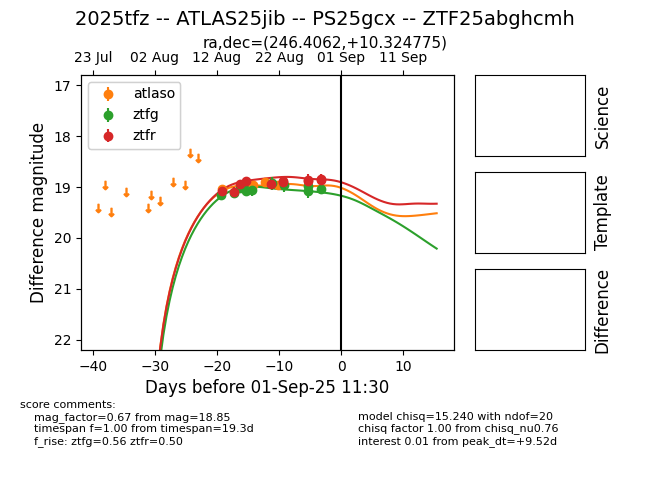 2025tfz -- ATLAS25jib -- PS25gcx -- ZTF25abghcmh
ra,dec=(246.4062,+10.324775)
23 Jul 02 Aug 12 Aug 22 Aug 01 Sep 11 Sep
atlaso
ztfg
ztfr
17
18
19
20
21
22
Difference magnitude
−40 −30 −20 −10 0 10
Days before 01-Sep-25 11:30
Science
Template
Difference
score comments:
mag_factor=0.67 from mag=18.85
timespan f=1.00 from timespan=19.3d
f_rise: ztfg=0.56 ztfr=0.50
model chisq=15.240 with ndof=20
chisq factor 1.00 from chisq_nu0.76
interest 0.01 from peak_dt=+9.52d